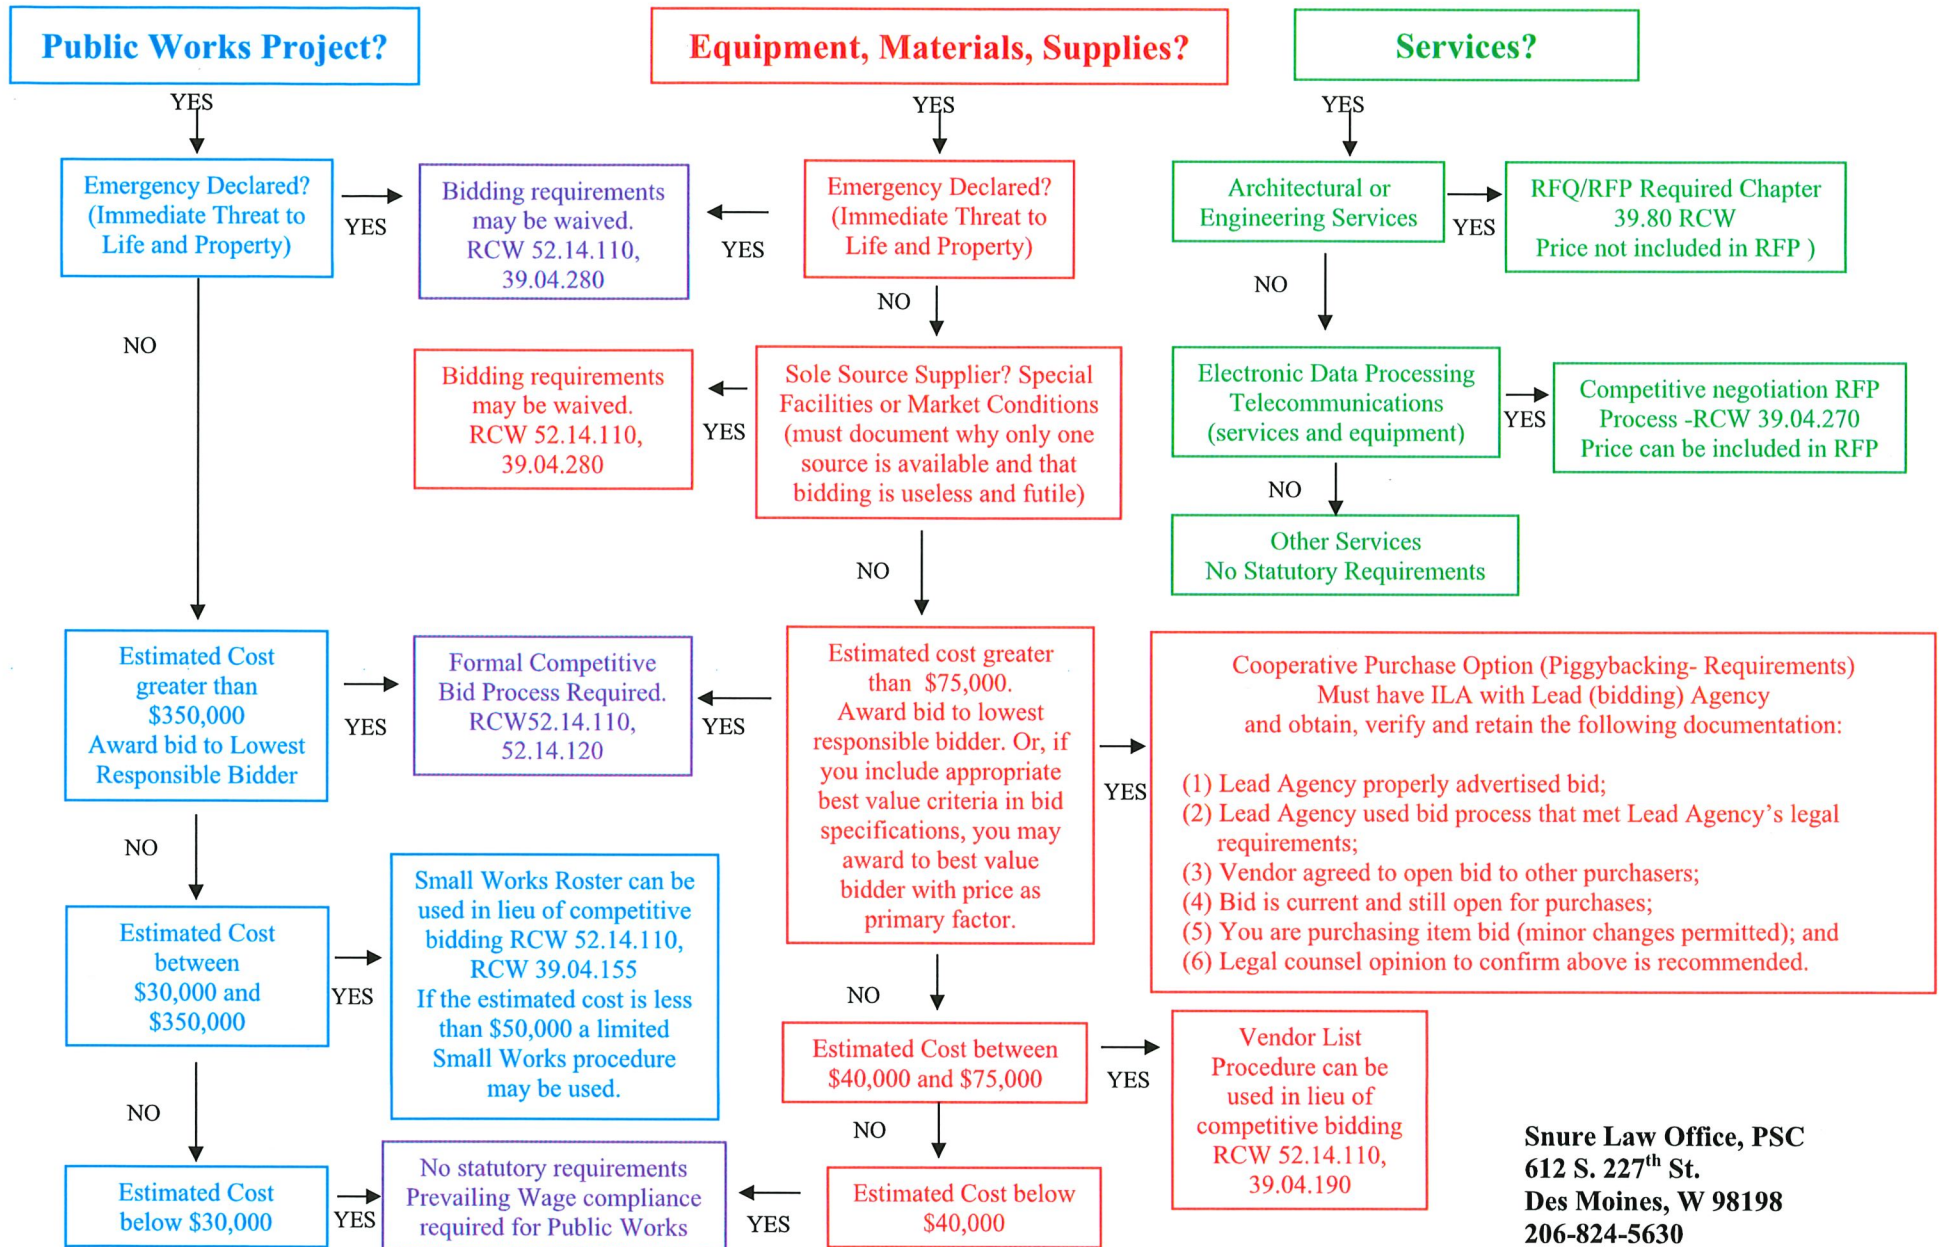 Public Works Project?
Equipment, Materials, Supplies?
Services?
YES
YES
YES
Emergency Declared?
(Immediate Threat to
Life and Property)
YES
Bidding requirements
may be waived.
RCW 52.14.110,
39.04.280
YES
Emergency Declared?
(Immediate Threat to
Life and Property)
Architectural or
Engineering Services
YES
RFQ/RFP Required Chapter
39.80 RCW
Price not included in RFP )
NO
NO
NO
Bidding requirements
may be waived.
RCW 52.14.110,
39.04.280
YES
Sole Source Supplier? Special
Facilities or Market Conditions
(must document why only one
source is available and that
bidding is useless and futile)
Electronic Data Processing
Telecommunications
(services and equipment)
YES
Competitive negotiation RFP
Process -RCW 39.04.270
Price can be included in RFP
NO
Other Services
No Statutory Requirements
NO
Estimated Cost
greater than
$350,000
Award bid to Lowest
Responsible Bidder
YES
Formal Competitive
Bid Process Required.
RCW52.14.110,
52.14.120
YES
Estimated cost greater
than $75,000.
Award bid to lowest
responsible bidder. Or, if
you include appropriate
best value criteria in bid
specifications, you may
award to best value
bidder with price as
primary factor.
YES
Cooperative Purchase Option (Piggybacking- Requirements)
Must have ILA with Lead (bidding) Agency
and obtain, verify and retain the following documentation:
(1) Lead Agency properly advertised bid;
(2) Lead Agency used bid process that met Lead Agency's legal
requirements;
(3) Vendor agreed to open bid to other purchasers;
(4) Bid is current and still open for purchases;
(5) You are purchasing item bid (minor changes permitted); and
(6) Legal counsel opinion to confirm above is recommended.
NO
Estimated Cost
between
$30,000 and
$350,000
YES
Small Works Roster can be
used in lieu of competitive
bidding RCW 52.14.110,
RCW 39.04.155
If the estimated cost is less
than $50,000 a limited
Small Works procedure
may be used.
NO
Estimated Cost between
$40,000 and $75,000
YES
Vendor List
Procedure can be
used in lieu of
competitive bidding
RCW 52.14.110,
39.04.190
NO
NO
Estimated Cost
below $30,000
YES
No statutory requirements
Prevailing Wage compliance
required for Public Works
YES
Estimated Cost below
$40,000
Snure Law Office, PSC
612 S. 227th St.
Des Moines, W 98198
206-824-5630